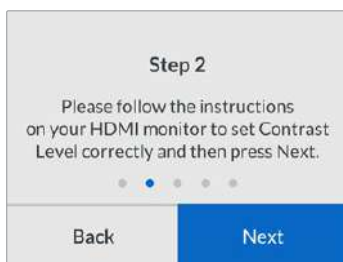 Step 2
Please follow the instructions
on your HDMI monitor to set Contrast
Level correctly and then press Next.
Back
Next